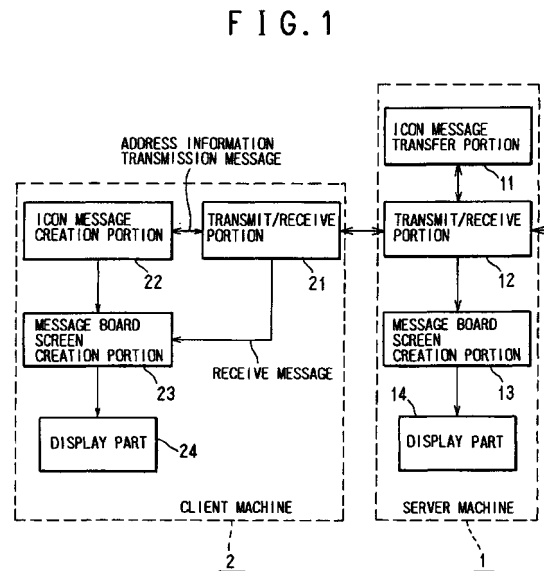 FIG.1
ICON MESSAGE
TRANSFER PORTION
11
ADDRESS INFORMATION
TRANSMISSION MESSAGE
ICON MESSAGE
CREATION PORTION
22
TRANSMIT/RECEIVE
PORTION
21
TRANSMIT/RECEIVE
PORTION
12
MESSAGE BOARD
SCREEN
CREATION PORTION
23
RECEIVE MESSAGE
MESSAGE BOARD
SCREEN
CREATION PORTION
13
DISPLAY PART
24
14
DISPLAY PART
CLIENT MACHINE
SERVER MACHINE
2
1